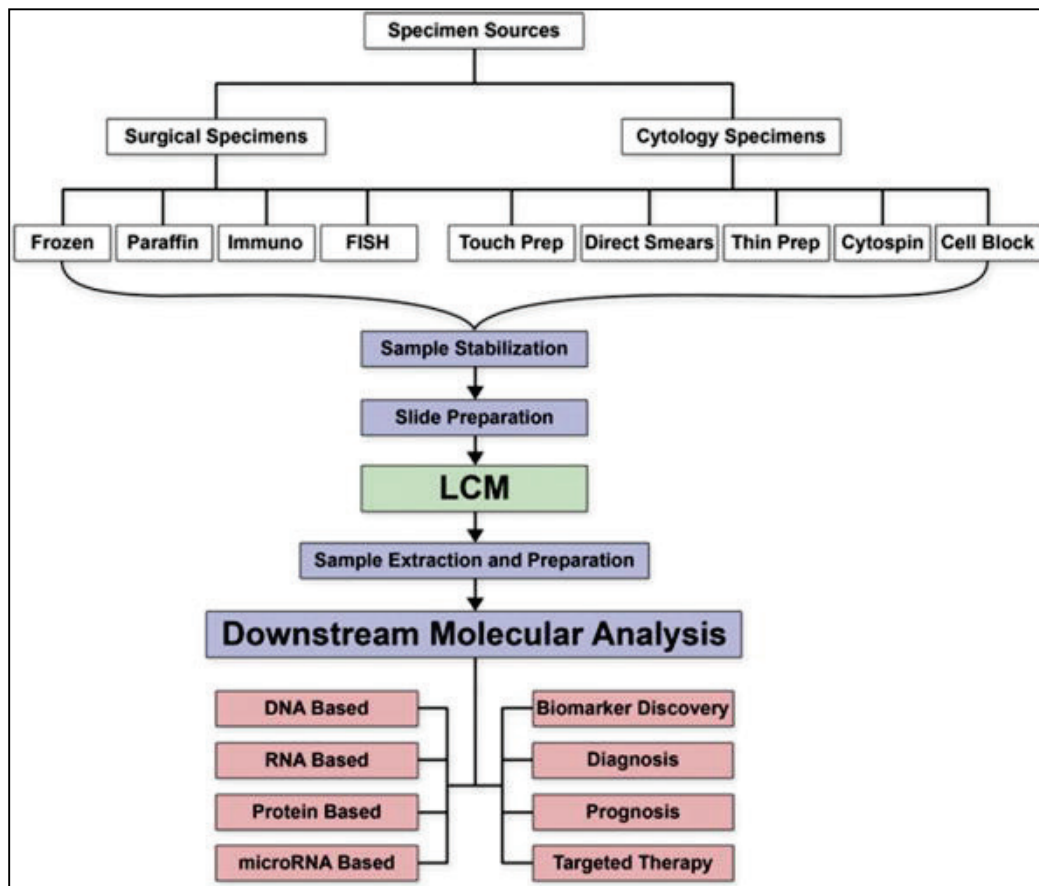 Specimen Sources
Surgical Specimens
Cytology Specimens
Frozen
Paraffin
Immuno
FISH
Touch Prep
Direct Smears
Thin Prep
Cytospin
Cell Block
Sample Stabilization
Slide Preparation
LCM
Sample Extraction and Preparation
Downstream Molecular Analysis
DNA Based
RNA Based
Protein Based
microRNA Based
Biomarker Discovery
Diagnosis
Prognosis
Targeted Therapy